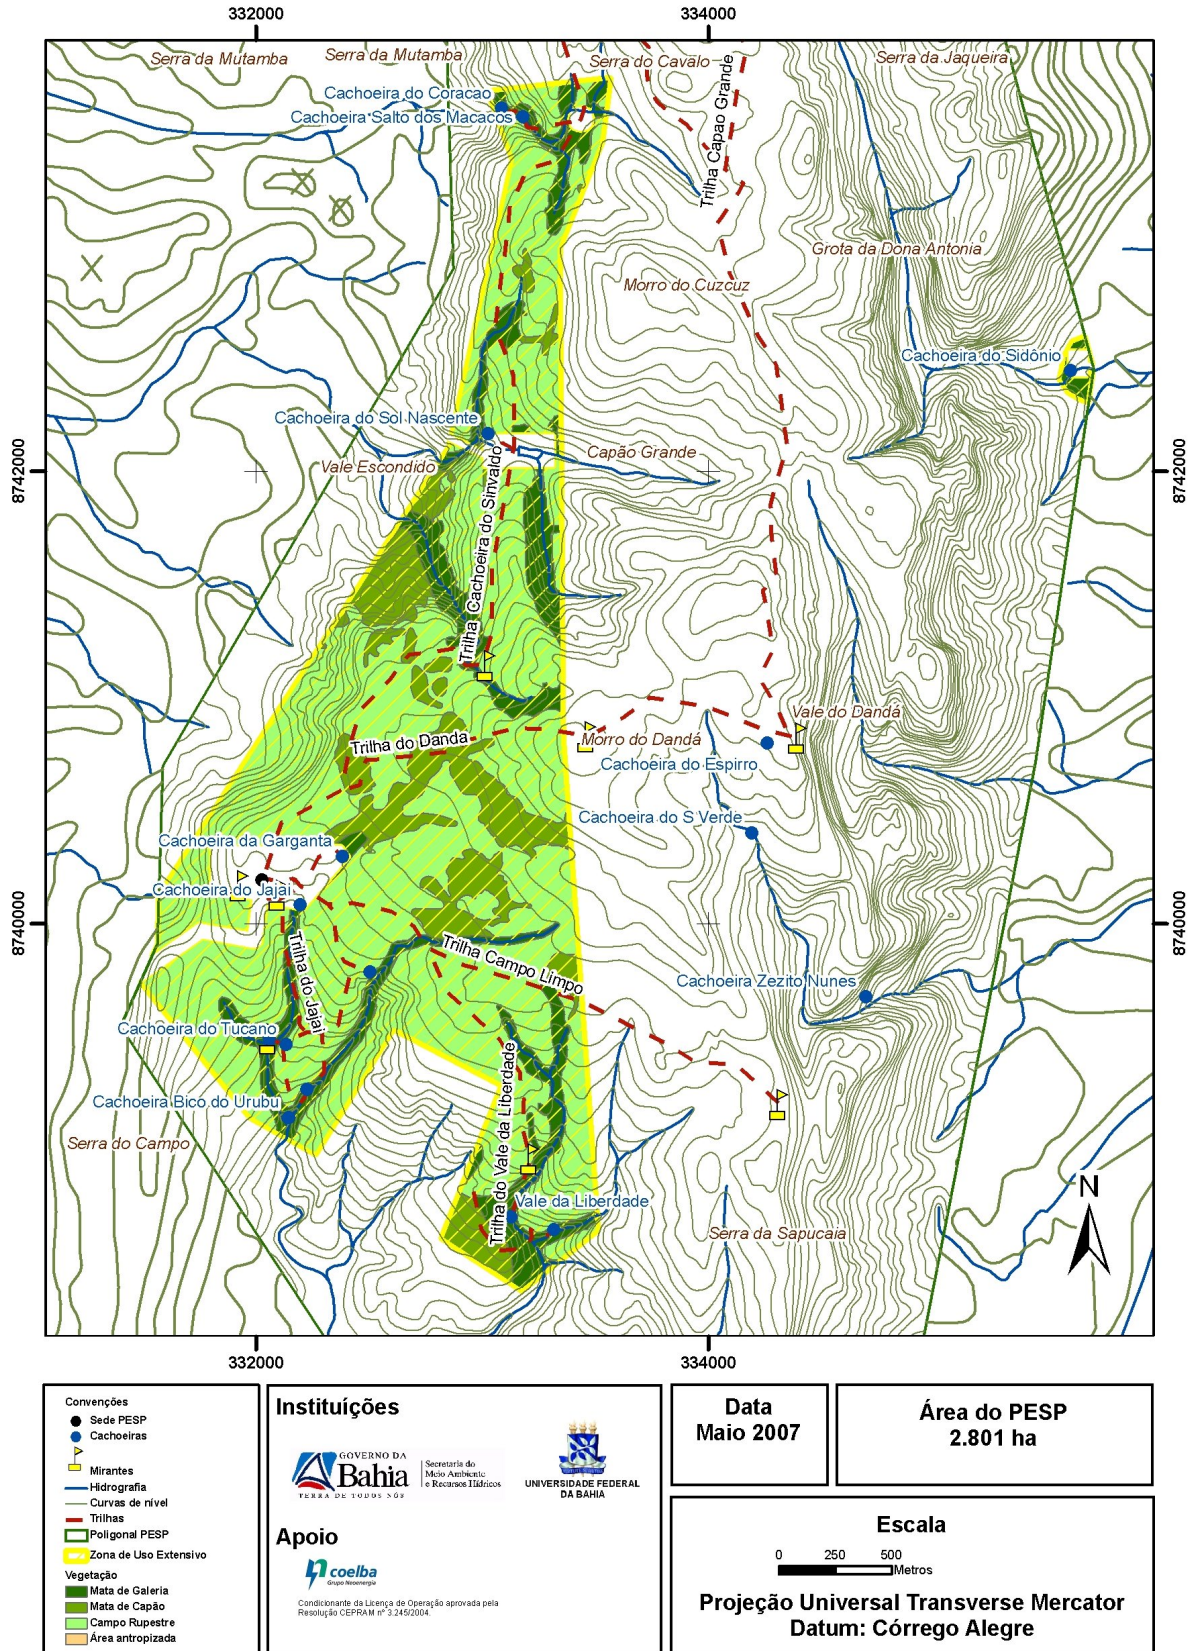 332000
334000
Serra da Mutamba
Serra da Mutamba
Serra do Cavalo
Serra da Jaqueira
Cachoeira do Coracao
Cachoeira Salto dos Macacos
Trilha Capao Grande
Grota da Dona Antonia
Morro do Cuzcuz
Cachoeira do Sidônio
Cachoeira do Sol Nascente
Vale Escondido
Capão Grande
8742000
8742000
Trilha Cachoeira do Sinvaldo
Trilha do Danda
Morro do Dandá
Vale do Dandá
Cachoeira do Espirro
Cachoeira do S Verde
Cachoeira da Garganta
Cachoeira do Jajai
8740000
8740000
Trilha do Jajai
Trilha Campo Limpo
Cachoeira Zezito Nunes
Cachoeira do Tucano
Cachoeira Bico do Urubu
Serra do Campo
Trilha do Vale da Liberdade
Vale da Liberdade
Serra da Sapucaia
N
332000
334000
Convenções
Sede PESP
Cachoeiras
Mirantes
Hidrografia
Curvas de nível
Trilhas
Poligonal PESP
Zona de Uso Extensivo
Vegetação
Mata de Galeria
Mata de Capão
Campo Rupestre
Área antropizada
Instituíções
GOVERNO DA
Bahia
TERRA DE TODOS NÓS
Secretaria do
Meio Ambiente
e Recursos Hídricos
UNIVERSIDADE FEDERAL
DA BAHIA
Apoio
coelba
Grupo Neoenergia
Condicionante da Licença de Operação aprovada pela
Resolução CEPRAM nº 3.245/2004.
Data
Maio 2007
Área do PESP
2.801 ha
Escala
0 250 500
Metros
Projeção Universal Transverse Mercator
Datum: Córrego Alegre